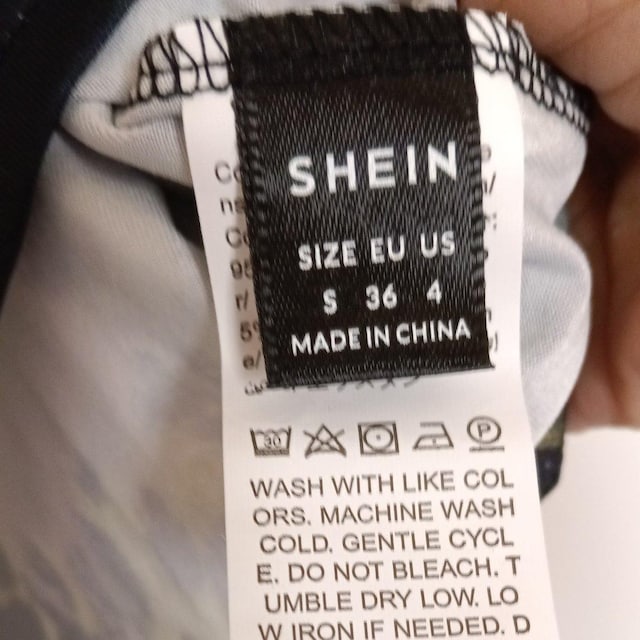 SHEIN
SIZE EU US
S 36 4
MADE IN CHINA
30
P
WASH WITH LIKE COL
ORS. MACHINE WASH
COLD. GENTLE CYCL
E. DO NOT BLEACH. T
UMBLE DRY LOW. LO
W IRON IF NEEDED. D